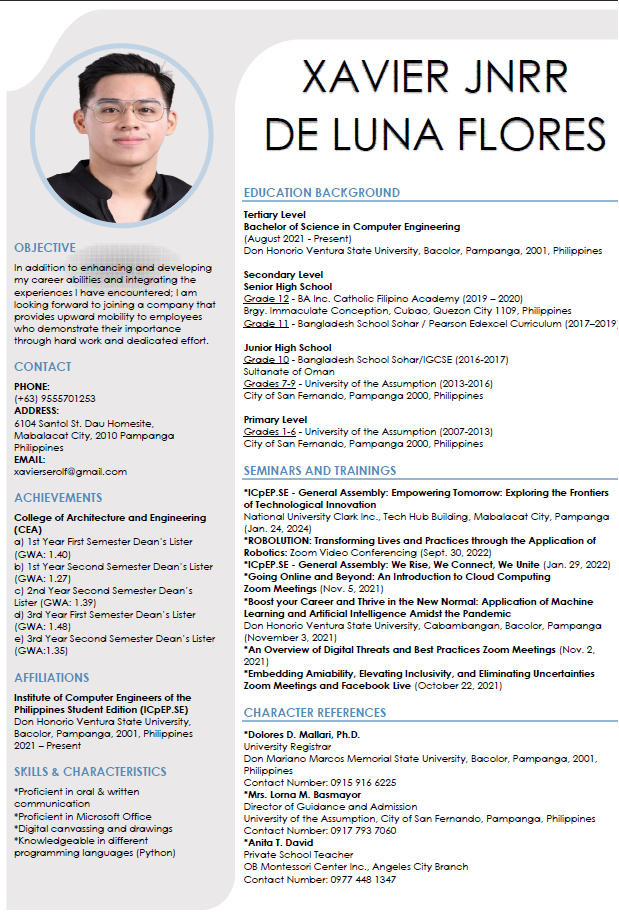 XAVIER JNRR
DE LUNA FLORES
OBJECTIVE
In addition to enhancing and developing
my career abilities and integrating the
experiences I have encountered; I am
looking forward to joining a company that
provides upward mobility to employees
who demonstrate their importance
through hard work and dedicated effort.
CONTACT
PHONE:
(+63) 9555701253
ADDRESS:
6104 Santol St. Dau Homesite,
Mabalacat City, 2010 Pampanga
Philippines
EMAIL:
xavierserolf@gmail.com
ACHIEVEMENTS
College of Architecture and Engineering
(CEA)
a) 1st Year First Semester Dean's Lister
(GWA: 1.40)
b) 1st Year Second Semester Dean's Lister
(GWA: 1.27)
c) 2nd Year Second Semester Dean's
Lister (GWA: 1.39)
d) 3rd Year First Semester Dean's Lister
(GWA: 1.48)
e) 3rd Year Second Semester Dean's Lister
(GWA:1.35)
AFFILIATIONS
Institute of Computer Engineers of the
Philippines Student Edition (ICpEP.SE)
Don Honorio Ventura State University,
Bacolor, Pampanga, 2001, Philippines
2021 – Present
SKILLS & CHARACTERISTICS
*Proficient in oral & written
communication
*Proficient in Microsoft Office
*Digital canvassing and drawings
*Knowledgeable in different
programming languages (Python)
EDUCATION BACKGROUND
Tertiary Level
Bachelor of Science in Computer Engineering
(August 2021 - Present)
Don Honorio Ventura State University, Bacolor, Pampanga, 2001, Philippines
Secondary Level
Senior High School
Grade 12 - BA Inc. Catholic Filipino Academy (2019 – 2020)
Brgy. Immaculate Conception, Cubao, Quezon City 1109, Philippines
Grade 11 - Bangladesh School Sohar / Pearson Edexcel Curriculum (2017–2019)
Junior High School
Grade 10 - Bangladesh School Sohar/IGCSE (2016-2017)
Sultanate of Oman
Grades 7-9 - University of the Assumption (2013-2016)
City of San Fernando, Pampanga 2000, Philippines
Primary Level
Grades 1-6 - University of the Assumption (2007-2013)
City of San Fernando, Pampanga 2000, Philippines
SEMINARS AND TRAININGS
*ICpEP.SE - General Assembly: Empowering Tomorrow: Exploring the Frontiers
of Technological Innovation
National University Clark Inc., Tech Hub Building, Mabalacat City, Pampanga
(Jan. 24, 2024)
*ROBOLUTION: Transforming Lives and Practices through the Application of
Robotics: Zoom Video Conferencing (Sept. 30, 2022)
*ICpEP.SE - General Assembly: We Rise, We Connect, We Unite (Jan. 29, 2022)
*Going Online and Beyond: An Introduction to Cloud Computing
Zoom Meetings (Nov. 5, 2021)
*Boost your Career and Thrive in the New Normal: Application of Machine
Learning and Artificial Intelligence Amidst the Pandemic
Don Honorio Ventura State University, Cabambangan, Bacolor, Pampanga
(November 3, 2021)
*An Overview of Digital Threats and Best Practices Zoom Meetings (Nov. 2,
2021)
*Embedding Amiability, Elevating Inclusivity, and Eliminating Uncertainties
Zoom Meetings and Facebook Live (October 22, 2021)
CHARACTER REFERENCES
*Dolores D. Mallari, Ph.D.
University Registrar
Don Mariano Marcos Memorial State University, Bacolor, Pampanga, 2001,
Philippines
Contact Number: 0915 916 6225
*Mrs. Lorna M. Basmayor
Director of Guidance and Admission
University of the Assumption, City of San Fernando, Pampanga, Philippines
Contact Number: 0917 793 7060
*Anita T. David
Private School Teacher
OB Montessori Center Inc., Angeles City Branch
Contact Number: 0977 448 1347